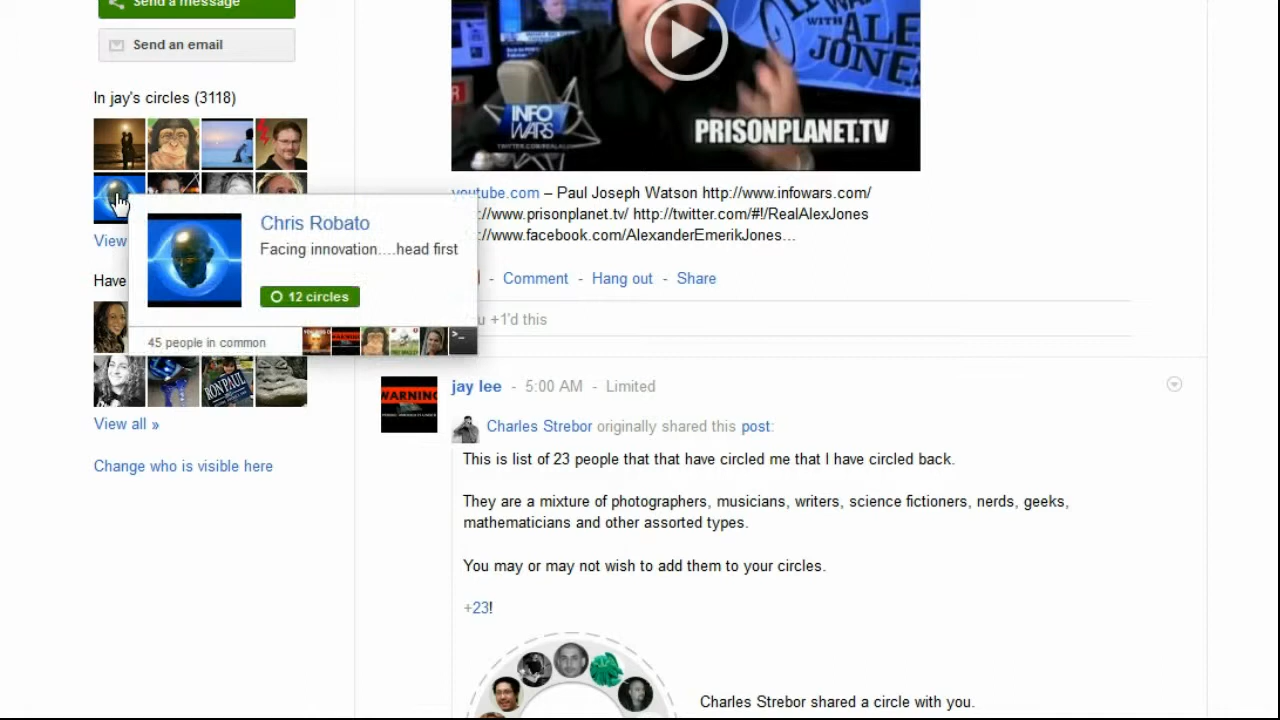 Send a message
Send an email
In jay's circles (3118)
View
Have
Chris Robato
Facing innovation....head first
12 circles
45 people in common
View all »
Change who is visible here
WITH
ALE
JONES
INFO
WARS
PRISONPLANET.TV
youtube.com – Paul Joseph Watson http://www.infowars.com/
://www.prisonplanet.tv/ http://twitter.com/#!/RealAlexJones
://www.facebook.com/AlexanderEmerikJones...
- Comment - Hang out - Share
u +1'd this
WARNING
jay lee - 5:00 AM - Limited
Charles Strebor originally shared this post:
This is list of 23 people that that have circled me that I have circled back.
They are a mixture of photographers, musicians, writers, science fictioners, nerds, geeks,
mathematicians and other assorted types.
You may or may not wish to add them to your circles.
+23!
Charles Strebor shared a circle with you.
RON PAUL